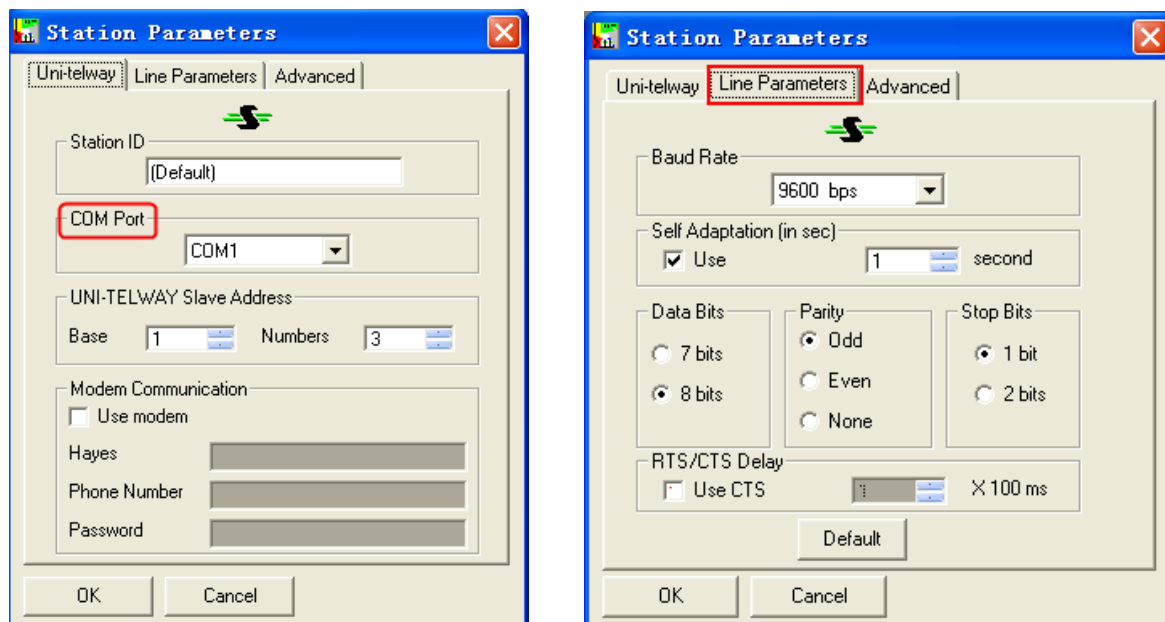 Station Parameters
Uni-telway Line Parameters Advanced
Station ID
(Default)
COM Port
COM1
UNI-TELWAY Slave Address
Base 1 Numbers 3
Modem Communication
Use modem
Hayes
Phone Number
Password
OK Cancel
Station Parameters
Uni-telway Line Parameters Advanced
Baud Rate
9600 bps
Self Adaptation (in sec)
Use 1 second
Data Bits Parity Stop Bits
Odd
7 bits 1 bit
Even
8 bits 2 bits
None
RTS/CTS Delay
Use CTS 1 X 100 ms
Default
OK Cancel